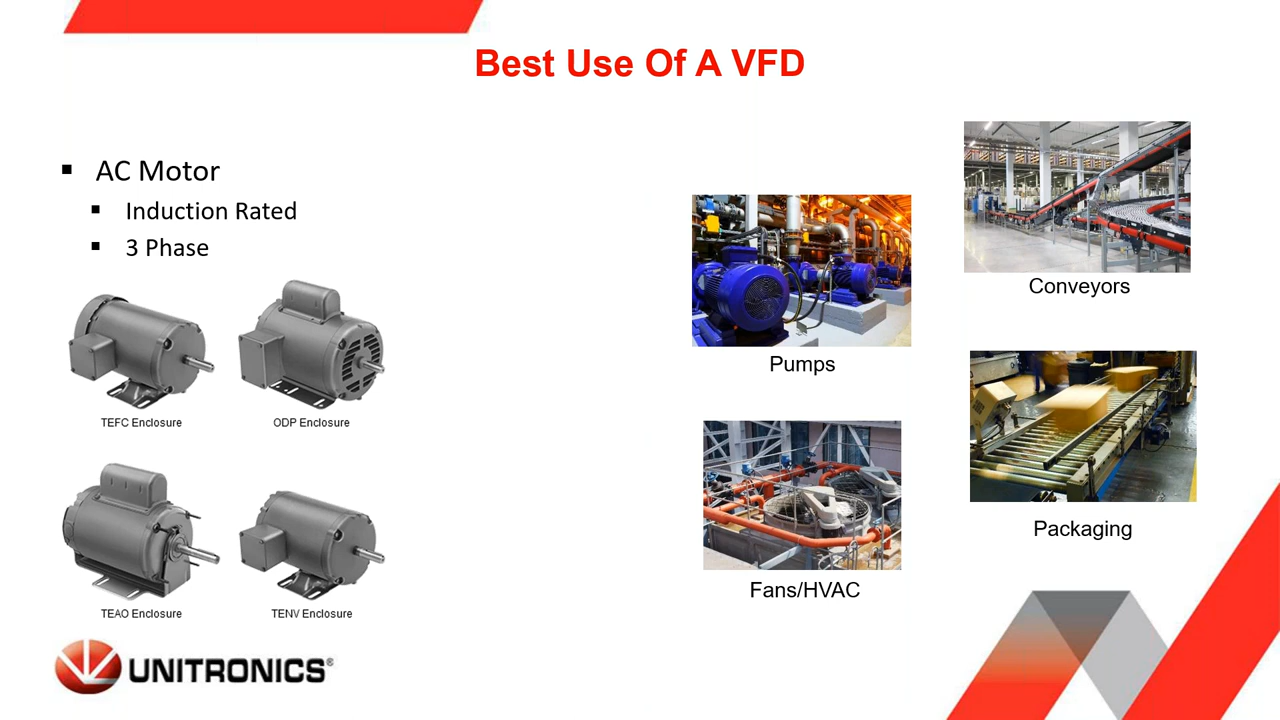 Best Use Of A VFD
AC Motor
Induction Rated
3 Phase
TEFC Enclosure
ODP Enclosure
TEAO Enclosure
TENV Enclosure
Pumps
Conveyors
Fans/HVAC
Packaging
UNITRONICS®